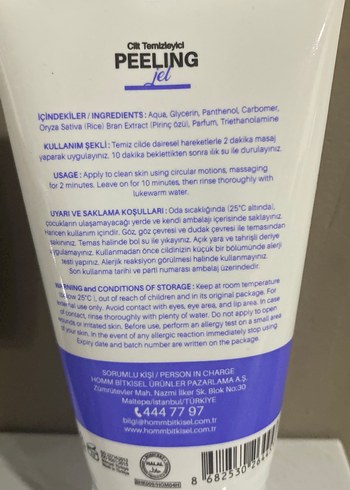 Cilt Temizleyici
PEELING
jel
İÇİNDEKİLER / INGREDIENTS: Aqua, Glycerin, Panthenol, Carbomer,
Oryza Sativa (Rice) Bran Extract (Pirinç özü), Parfum, Triethanolamine
KULLANIM ŞEKLİ: Temiz cilde dairesel hareketlerle 2 dakika masaj
yaparak uygulayınız. 10 dakika beklettikten sonra ılık su ile durulayınız.
USAGE: Apply to clean skin using circular motions, massaging
for 2 minutes. Leave on for 10 minutes, then rinse thoroughly with
lukewarm water.
UYARI VE SAKLAMA KOŞULLARI: Oda sıcaklığında (25°C altında),
çocukların ulaşamayacağı yerde ve kendi ambalajı içerisinde saklayınız.
Haricen kullanım içindir. Göz, göz çevresi ve dudak çevresi ile temasından
sakınınız. Temas halinde bol su ile yıkayınız. Açık yara ve tahrişli deriye
uygulamayınız. Kullanmadan önce cildinizin küçük bir bölümünde alerji
testi yapınız. Alerjik reaksiyon görülmesi halinde kullanmayınız.
Son kullanma tarihi ve parti numarası ambalaj üzerindedir.
WARNING and CONDITIONS OF STORAGE: Keep at room temperature
below 25°C), out of reach of children and in its original package. For
external use only. Avoid contact with eyes, eye area, and lip area. In case
of contact, rinse thoroughly with plenty of water. Do not apply to open
wounds or irritated skin. Before use, perform an allergy test on a small area
of your skin. In the event of any allergic reaction immediately stop using.
Expiry date and batch number are written on the package.
SORUMLU KİŞİ / PERSON IN CHARGE
HOMM BİTKİSEL ÜRÜNLER PAZARLAMA A.Ş.
Zümrütevler Mah. Nazmi İlker Sk. Blok No:30
Maltepe/İstanbul/TÜRKİYE
444 77 97
bilgi@hommbitkisel.com
www.hommbitkisel.com.tr
HALAL
8 682530